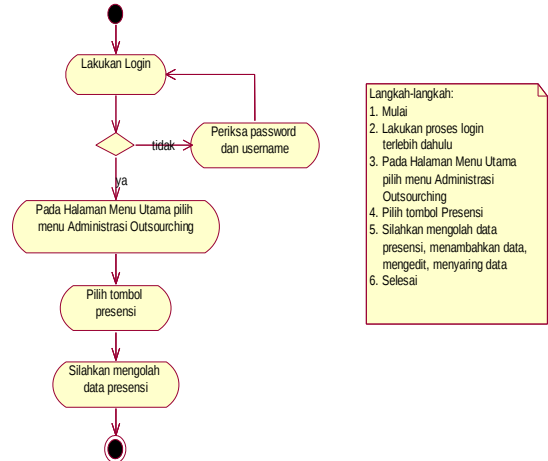 Lakukan Login
tidak
Periksa password
dan username
ya
Pada Halaman Menu Utama pilih
menu Administrasi Outsourching
Pilih tombol
presensi
Silahkan mengolah
data presensi
Langkah-langkah:
1. Mulai
2. Lakukan proses login
terlebih dahulu
3. Pada Halaman Menu Utama
pilih menu Administrasi
Outsourching
4. Pilih tombol Presensi
5. Silahkan mengolah data
presensi, menambahkan data,
mengedit, menyaring data
6. Selesai